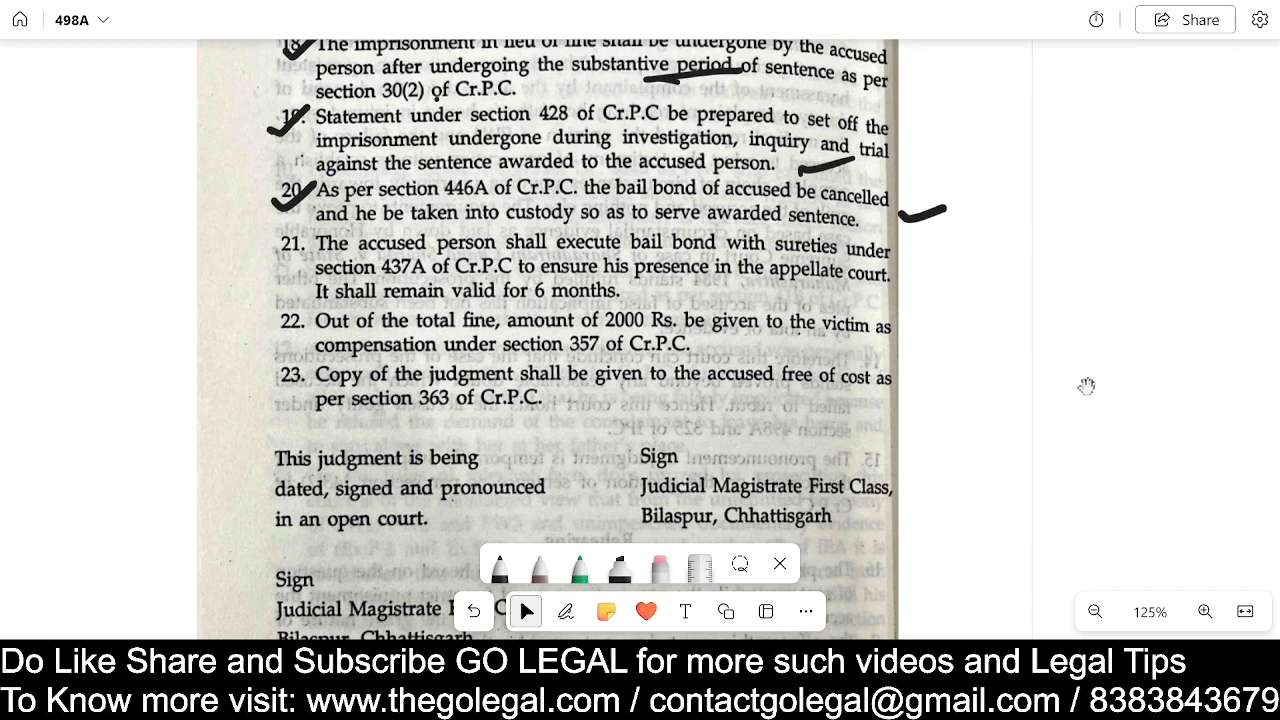 498A
Share
18. The imprisonment in lieu of fine shall be undergone by the accused
person after undergoing the substantive period of sentence as per
section 30(2) of Cr.P.C.
19. Statement under section 428 of Cr.P.C be prepared to set off the
imprisonment undergone during investigation, inquiry and trial
against the sentence awarded to the accused person.
20. As per section 446A of Cr.P.C. the bail bond of accused be cancelled
and he be taken into custody so as to serve awarded sentence.
21. The accused person shall execute bail bond with sureties under
section 437A of Cr.P.C to ensure his presence in the appellate court.
It shall remain valid for 6 months.
22. Out of the total fine, amount of 2000 Rs. be given to the victim as
compensation under section 357 of Cr.P.C.
23. Copy of the judgment shall be given to the accused free of cost as
per section 363 of Cr.P.C.
This judgment is being
dated, signed and pronounced
in an open court.
Sign
Judicial Magistrate First Class,
Bilaspur, Chhattisgarh
Sign
Judicial Magistrate
Bilaspur, Chhattisgarh
T
125%
Do Like Share and Subscribe GO LEGAL for more such videos and Legal Tips
To Know more visit: www.thegolegal.com / contactgolegal@gmail.com / 8383843679